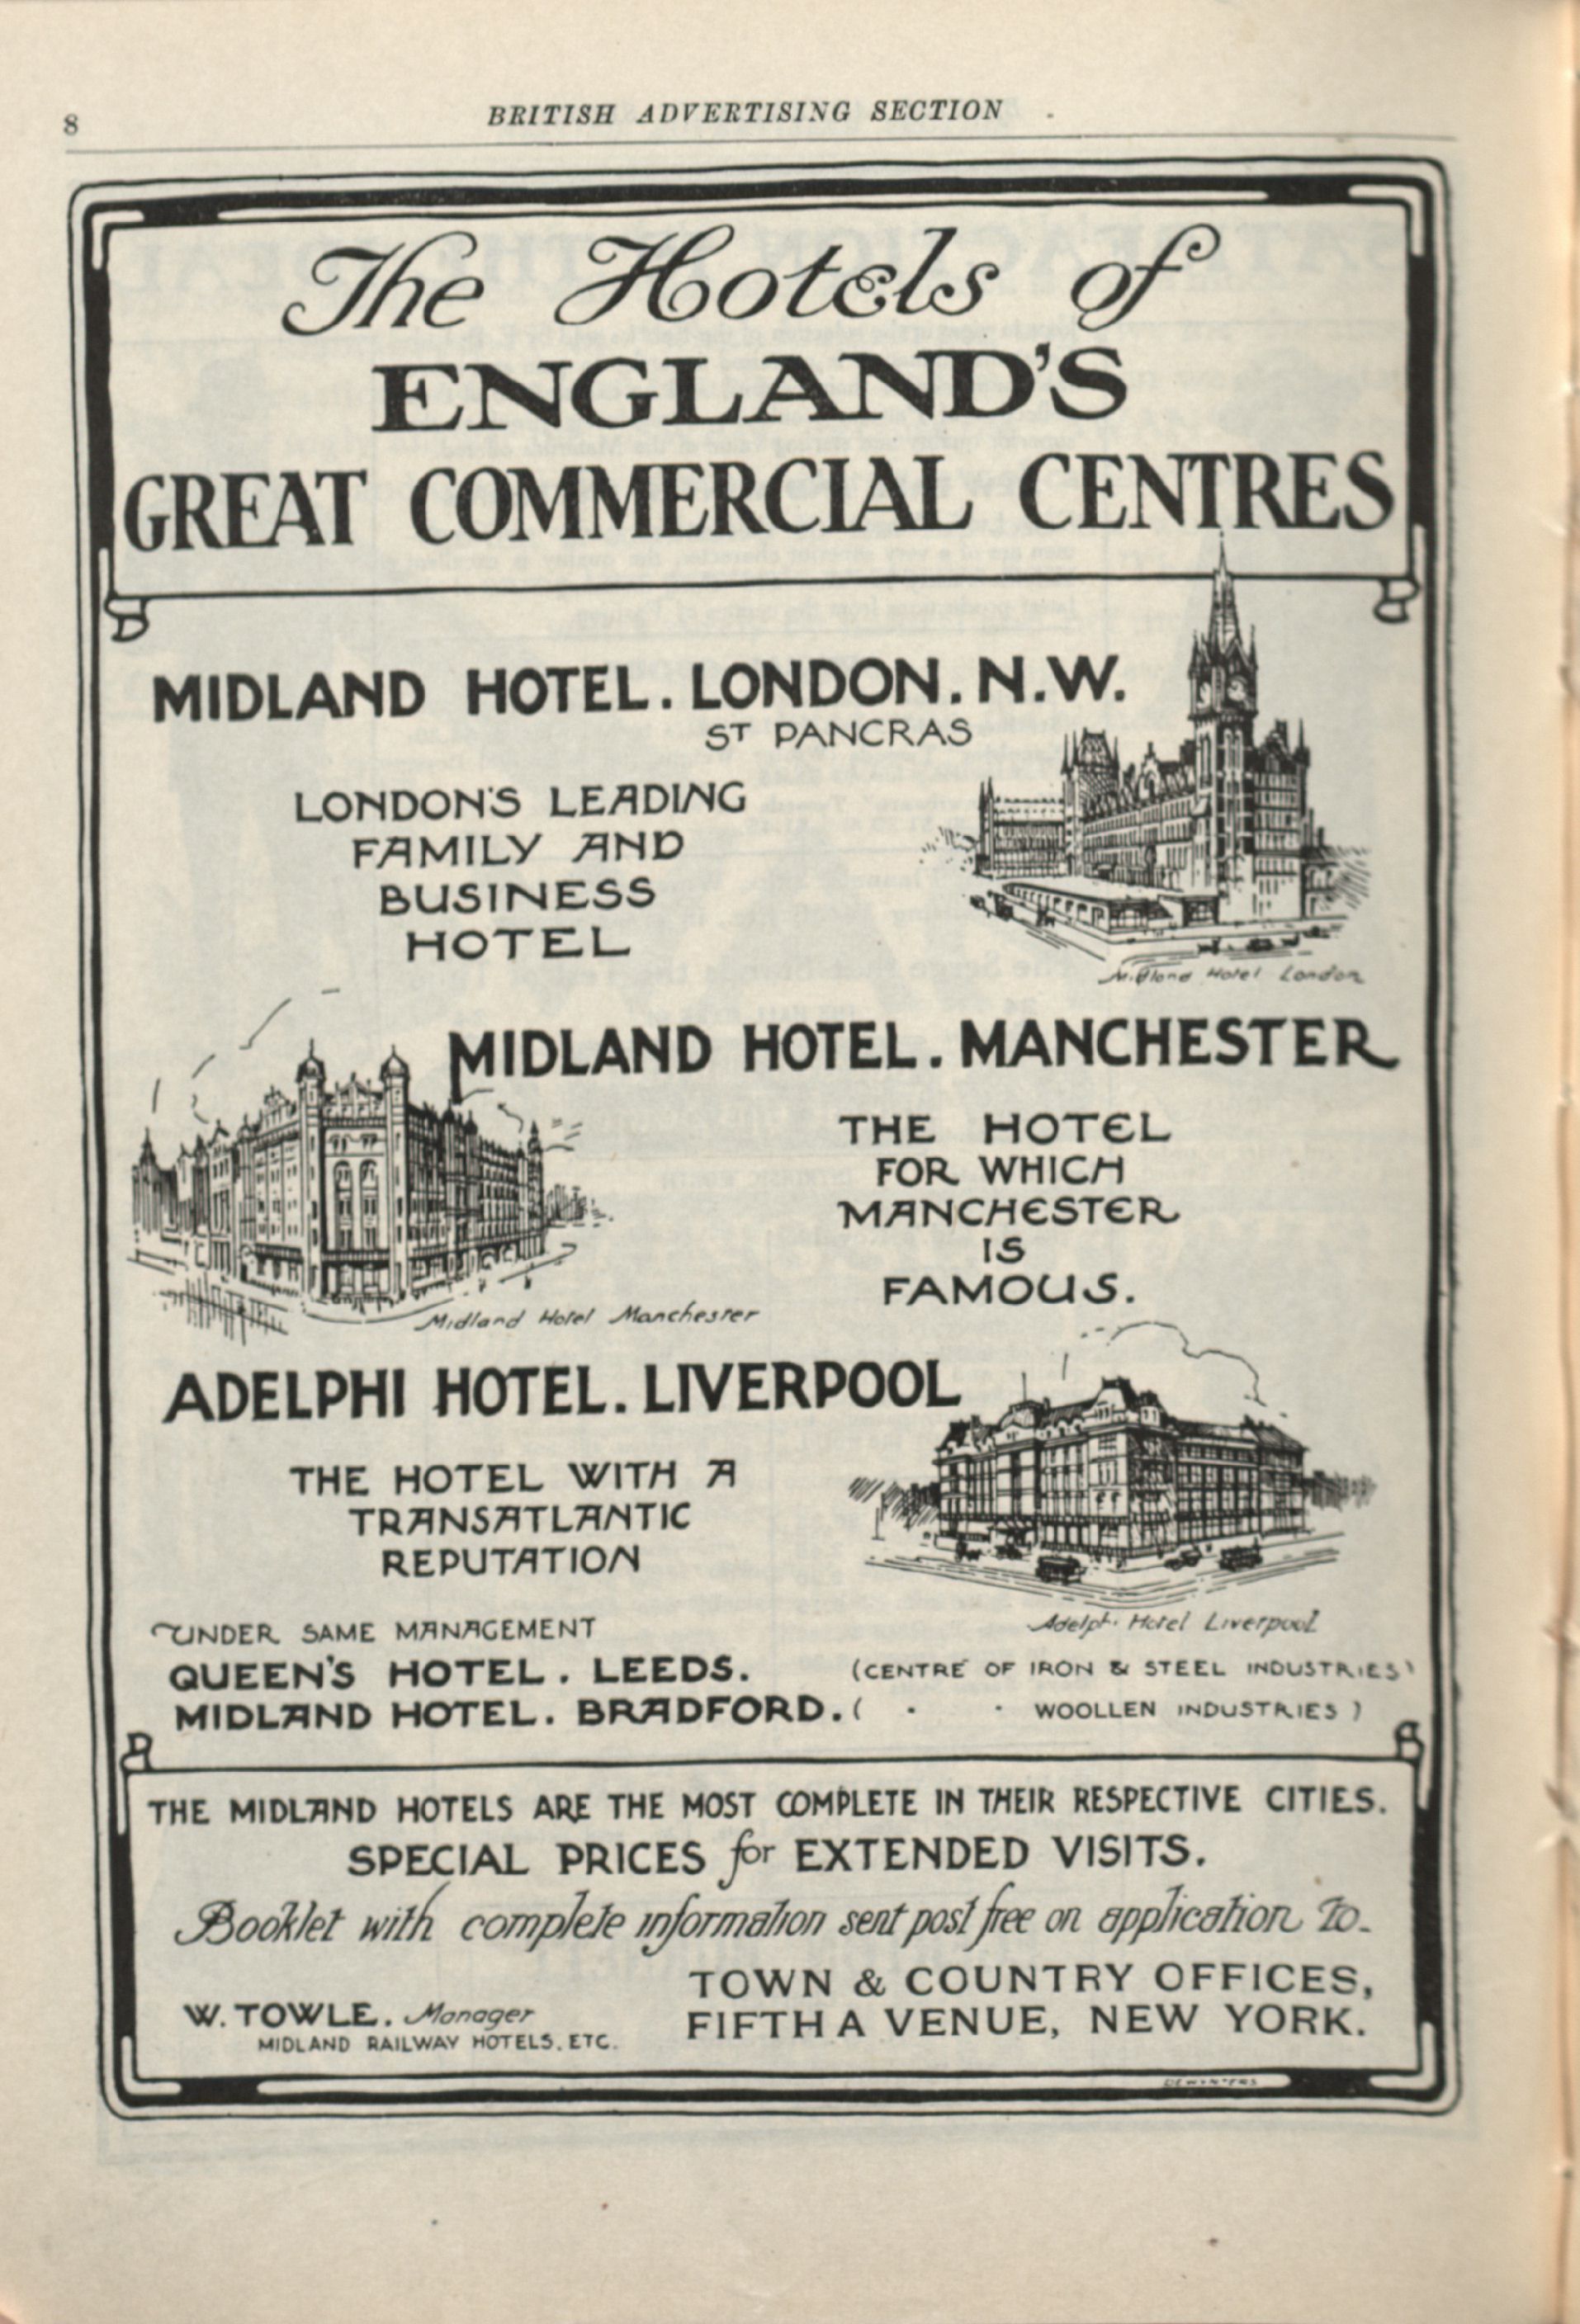 8
BRITISH ADVERTISING SECTION
The Hotels of
ENGLAND'S
GREAT COMMERCIAL CENTRES
MIDLAND HOTEL. LONDON. N.W.
ST PANCRAS
LONDON'S LEADING
FAMILY AND
BUSINESS
HOTEL
Midland Hotel London
MIDLAND HOTEL. MANCHESTER
THE HOTEL
FOR WHICH
MANCHESTER
IS
FAMOUS.
Midland Hotel Manchester
ADELPHI HOTEL. LIVERPOOL
THE HOTEL WITH A
TRANSATLANTIC
REPUTATION
Adelphi Hotel Liverpool
UNDER SAME MANAGEMENT
QUEEN'S HOTEL. LEEDS. (CENTRE OF IRON & STEEL INDUSTRIES)
MIDLAND HOTEL. BRADFORD. ( · · WOOLLEN INDUSTRIES )
THE MIDLAND HOTELS ARE THE MOST COMPLETE IN THEIR RESPECTIVE CITIES.
SPECIAL PRICES for EXTENDED VISITS.
Booklet with complete information sent post free on application to-
TOWN & COUNTRY OFFICES,
FIFTH A VENUE, NEW YORK.
W. TOWLE. Manager
MIDLAND RAILWAY HOTELS. ETC.